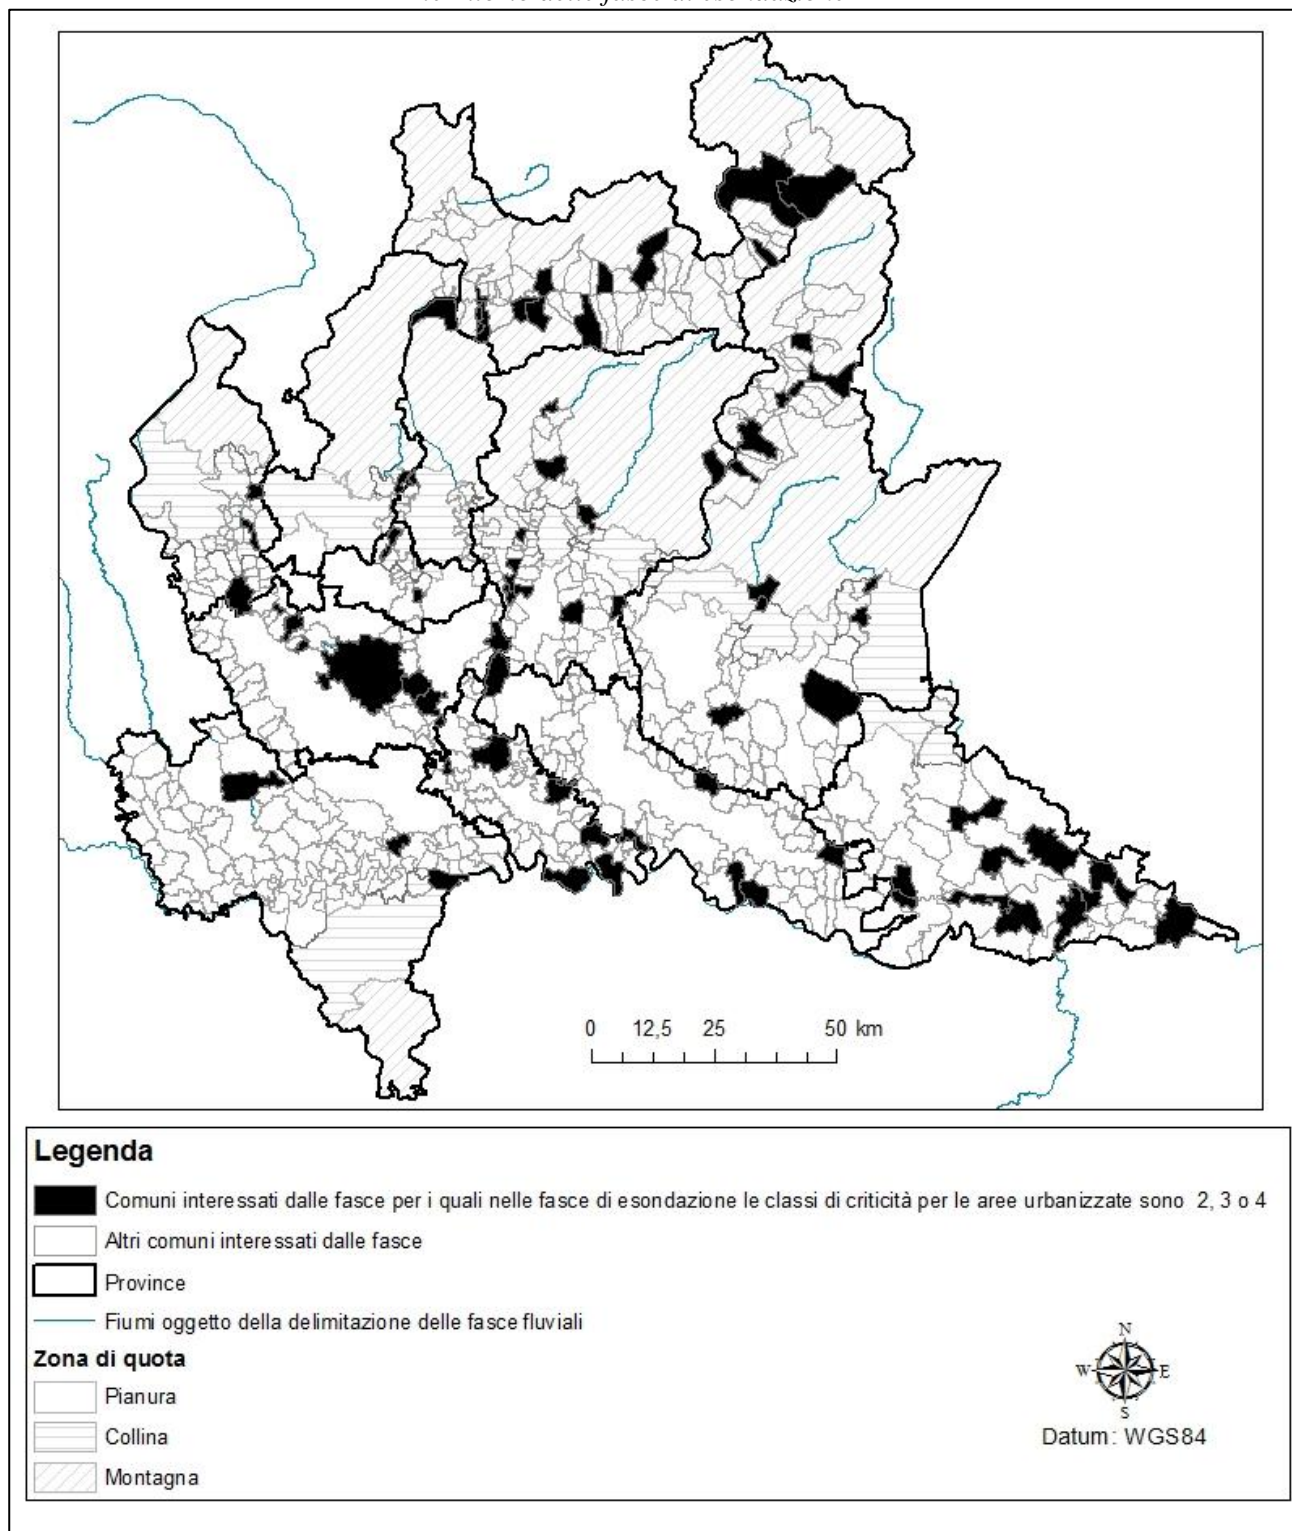 0 12,5 25 50 km
Legenda
Comuni interessati dalle fasce per i quali nelle fasce di esondazione le classi di criticità per le aree urbanizzate sono 2, 3 o 4
Altri comuni interessati dalle fasce
Province
Fiumi oggetto della delimitazione delle fasce fluviali
Zona di quota
Pianura
Collina
Montagna
N
W E
S
Datum: WGS84